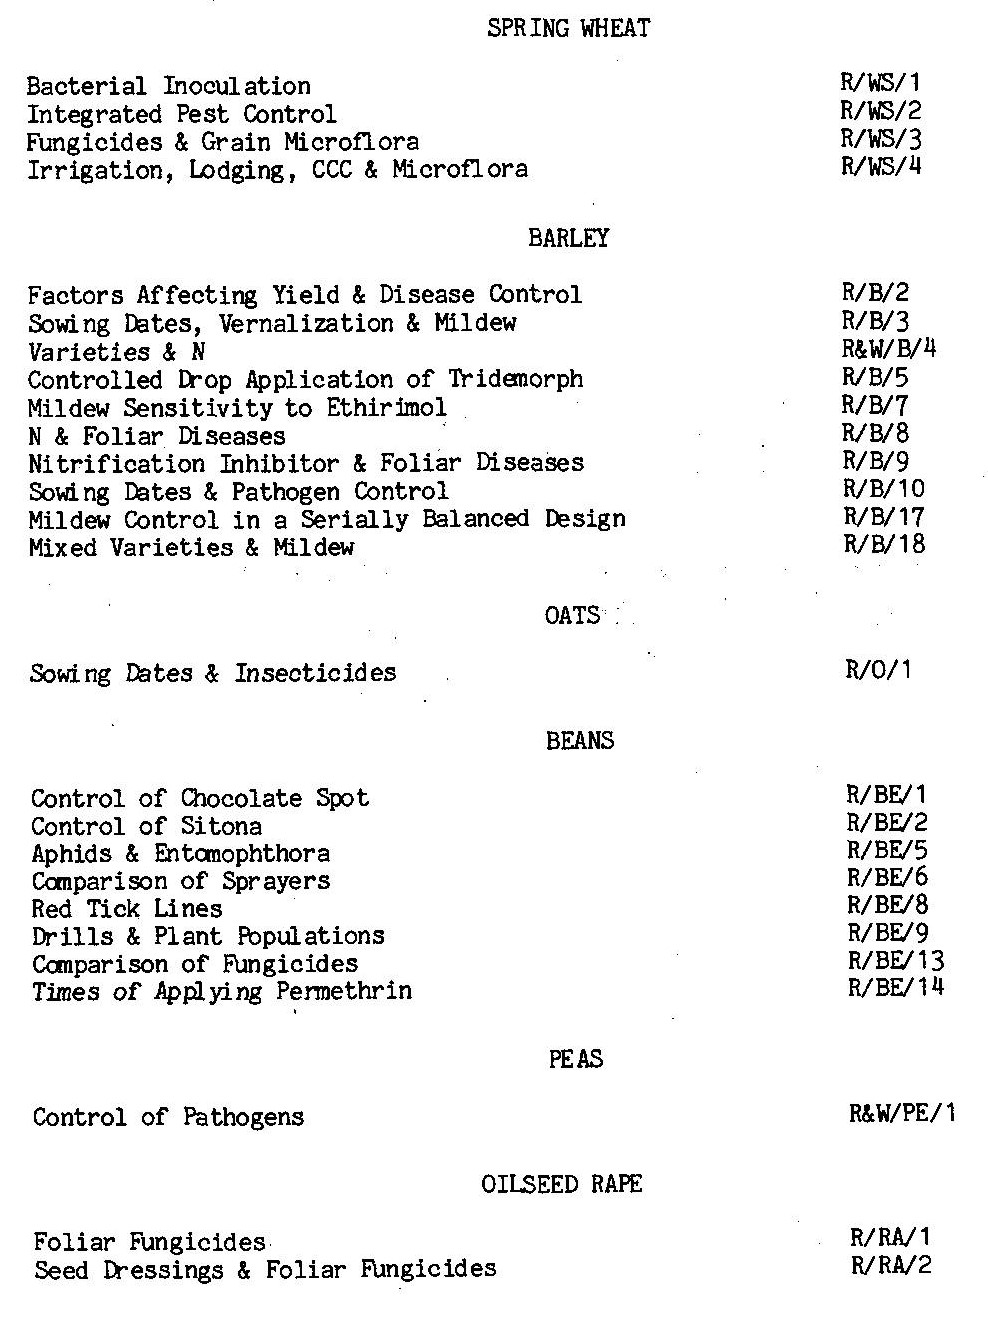 SPRING WHEAT
Bacterial Inoculation R/WS/1
Integrated Pest Control R/WS/2
Fungicides & Grain Microflora R/WS/3
Irrigation, Lodging, CCC & Microflora R/WS/4
BARLEY
Factors Affecting Yield & Disease Control R/B/2
Sowing Dates, Vernalization & Mildew R/B/3
Varieties & N R&W/B/4
Controlled Drop Application of Tridemorph R/B/5
Mildew Sensitivity to Ethirimol R/B/7
N & Foliar Diseases R/B/8
Nitrification Inhibitor & Foliar Diseases R/B/9
Sowing Dates & Pathogen Control R/B/10
Mildew Control in a Serially Balanced Design R/B/17
Mixed Varieties & Mildew R/B/18
OATS
Sowing Dates & Insecticides R/O/1
BEANS
Control of Chocolate Spot R/BE/1
Control of Sitona R/BE/2
Aphids & Entomophthora R/BE/5
Comparison of Sprayers R/BE/6
Red Tick Lines R/BE/8
Drills & Plant Populations R/BE/9
Comparison of Fungicides R/BE/13
Times of Applying Permethrin R/BE/14
PEAS
Control of Pathogens R&W/PE/1
OILSEED RAPE
Foliar Fungicides R/RA/1
Seed Dressings & Foliar Fungicides R/RA/2